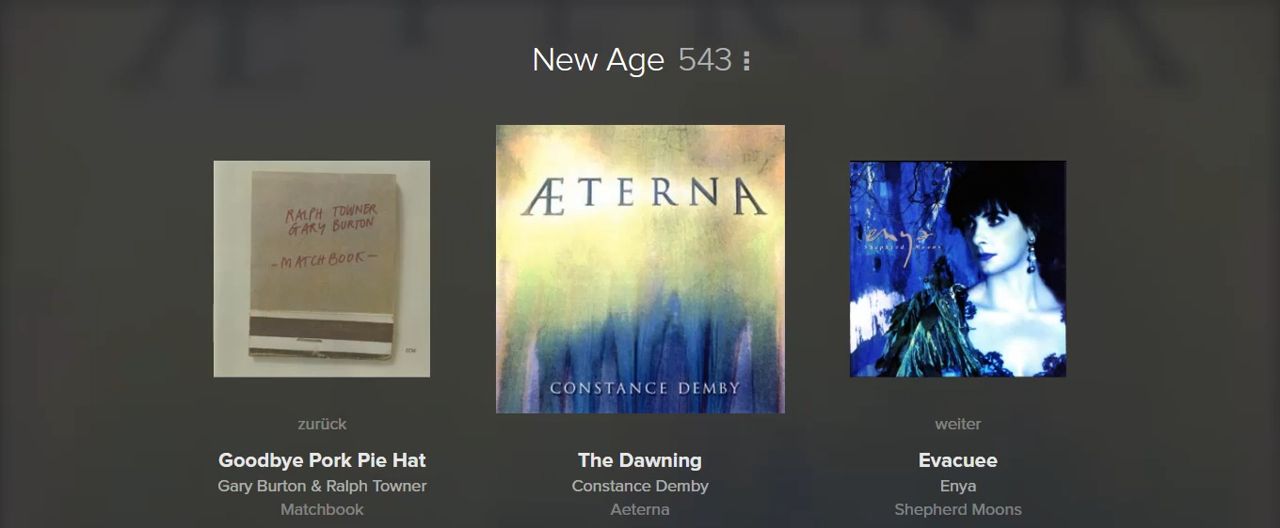 New Age 543
RALPH TOWNER
GARY BURTON
-MATCHBOOK-
ECM
ÆTERNA
CONSTANCE DEMBY
enya
Shepherd Moons
zurück
Goodbye Pork Pie Hat
Gary Burton & Ralph Towner
Matchbook
The Dawning
Constance Demby
Aeterna
weiter
Evacuee
Enya
Shepherd Moons